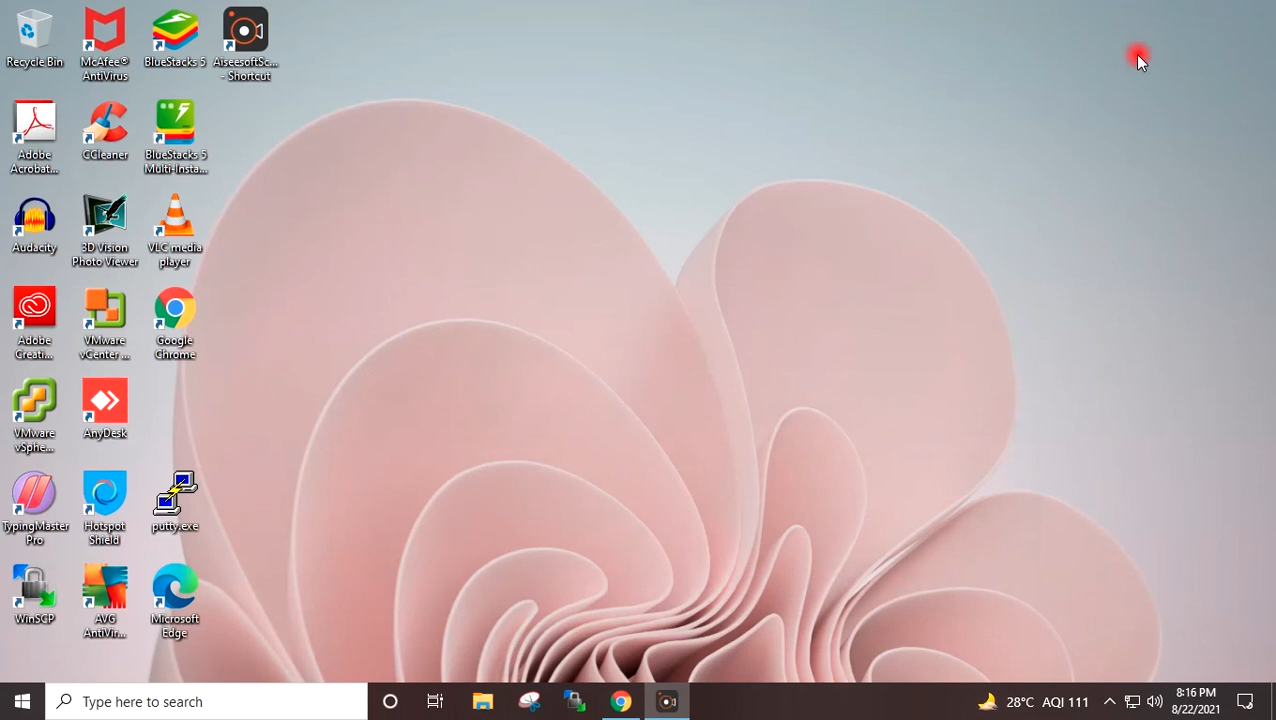 Recycle Bin
McAfee®
AntiVirus
BlueStacks 5
AiseesoftSc...
- Shortcut
Adobe
Acrobat...
CCleaner
BlueStacks 5
Multi-Insta...
Audacity
3D Vision
Photo Viewer
VLC media
player
Adobe
Creati...
VMware
vCenter ...
Google
Chrome
VMware
vSphe...
AnyDesk
TypingMaster
Pro
Hotspot
Shield
putty.exe
WinSCP
AVG
AntiVir...
Microsoft
Edge
Type here to search
28°C AQI 111
8:16 PM
8/22/2021